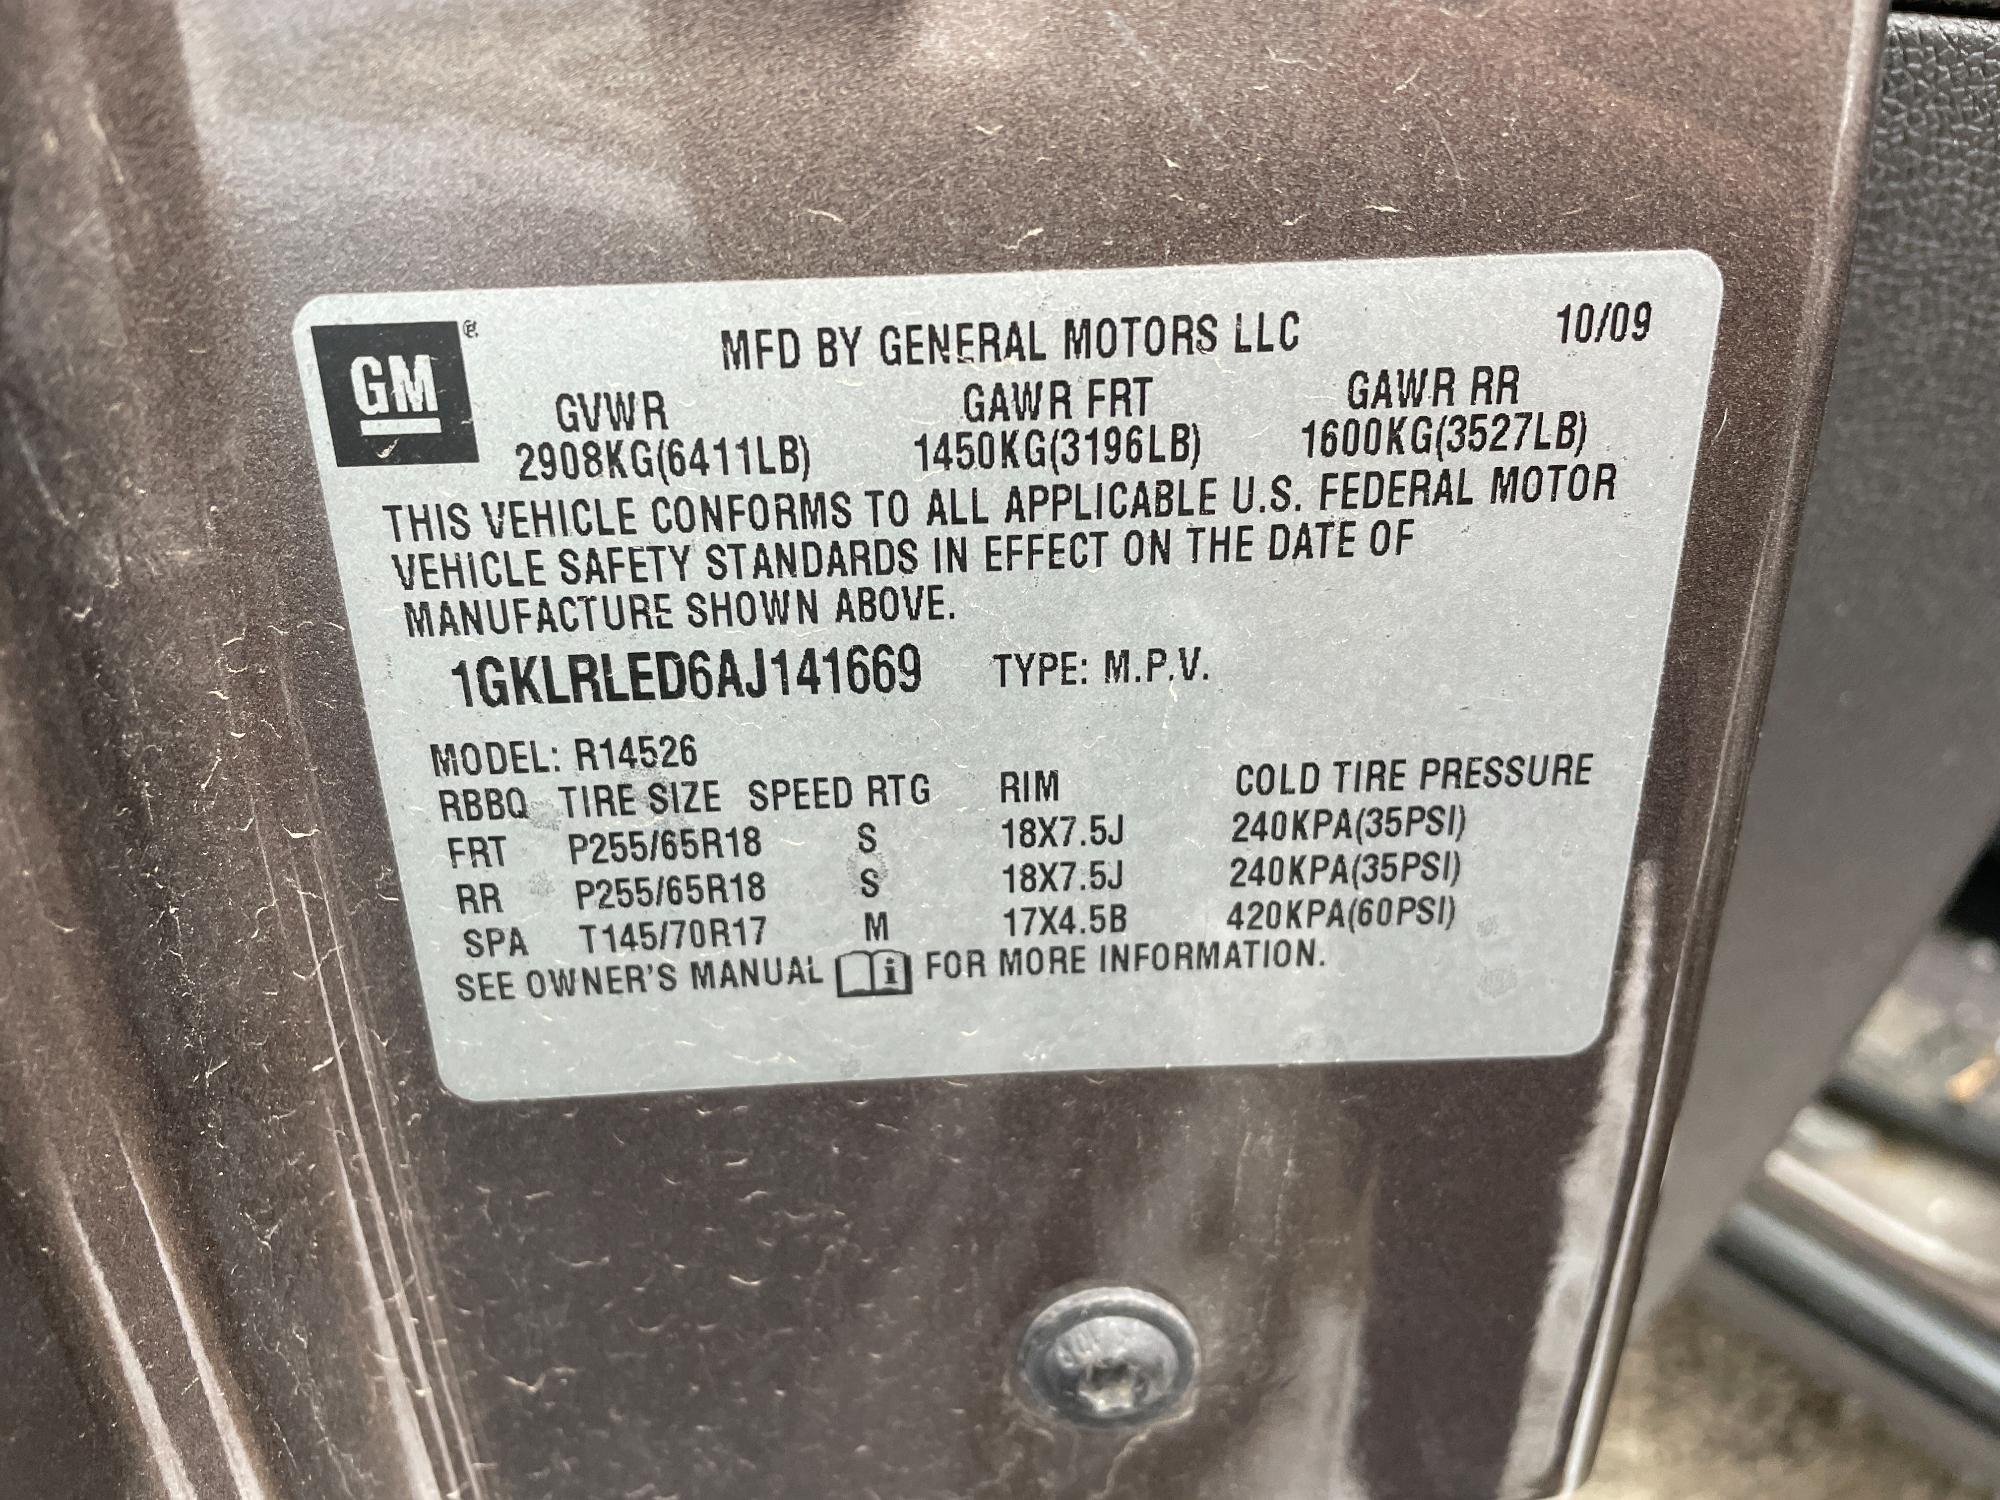 GM® MFD BY GENERAL MOTORS LLC 10/09
GVWR GAWR FRT GAWR RR
2908KG(6411LB) 1450KG(3196LB) 1600KG(3527LB)
THIS VEHICLE CONFORMS TO ALL APPLICABLE U.S. FEDERAL MOTOR
VEHICLE SAFETY STANDARDS IN EFFECT ON THE DATE OF
MANUFACTURE SHOWN ABOVE.
1GKLRLED6AJ141669 TYPE: M.P.V.
MODEL: R14526
RBBQ TIRE SIZE SPEED RTG RIM COLD TIRE PRESSURE
FRT P255/65R18 S 18X7.5J 240KPA(35PSI)
RR P255/65R18 S 18X7.5J 240KPA(35PSI)
SPA T145/70R17 M 17X4.5B 420KPA(60PSI)
SEE OWNER'S MANUAL i FOR MORE INFORMATION.